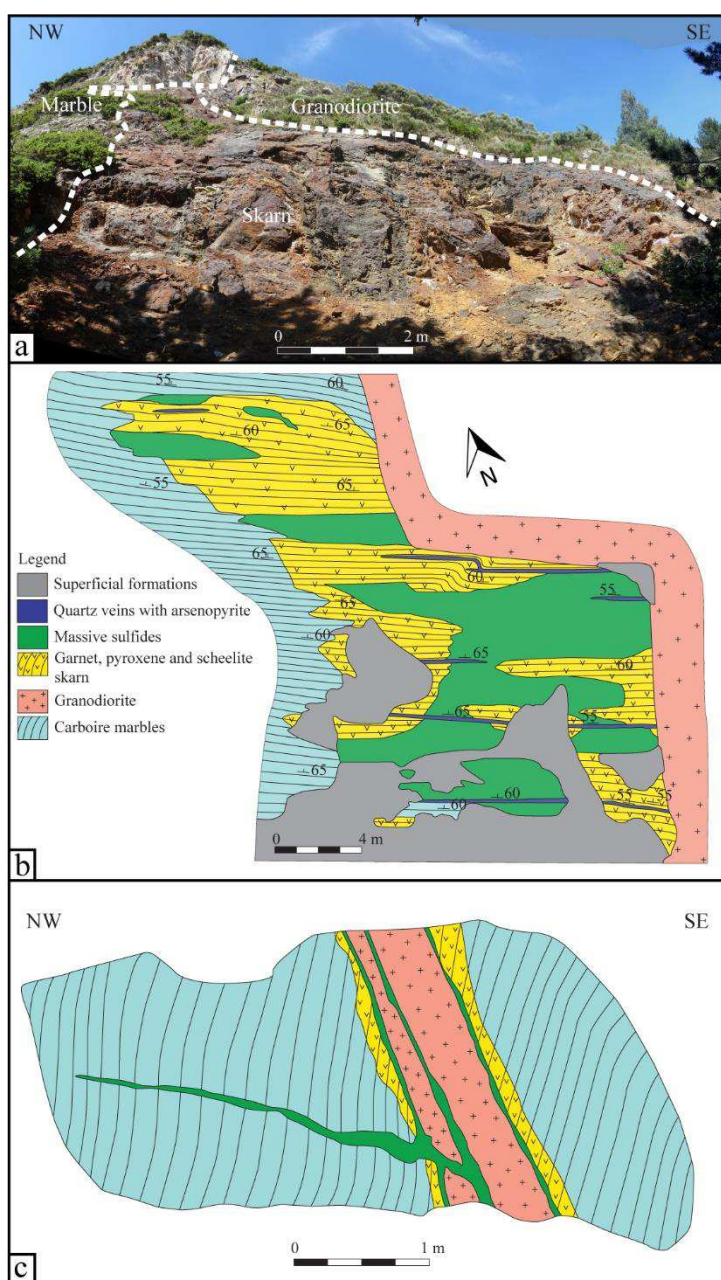 NW SE
Marble
Granodiorite
Skarn
0 2 m
a
55 60
65
60
55 65
65
N
60
55
65
60
65
60
65
55
65
60
60
55 55
Legend
Superficial formations
Quartz veins with arsenopyrite
Massive sulfides
Garnet, pyroxene and scheelite
skarn
Granodiorite
Carboire marbles
0 4 m
b
NW SE
0 1 m
c